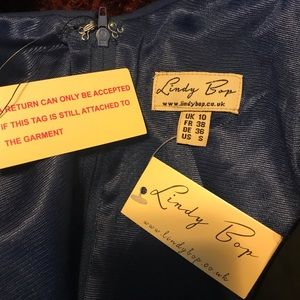 A RETURN CAN ONLY BE ACCEPTED
IF THIS TAG IS STILL ATTACHED TO
THE GARMENT
Lindy Bop
www.lindybop.co.uk
UK 10
FR 38
DE 36
US S
Lindy Bop
www.lindybop.co.uk